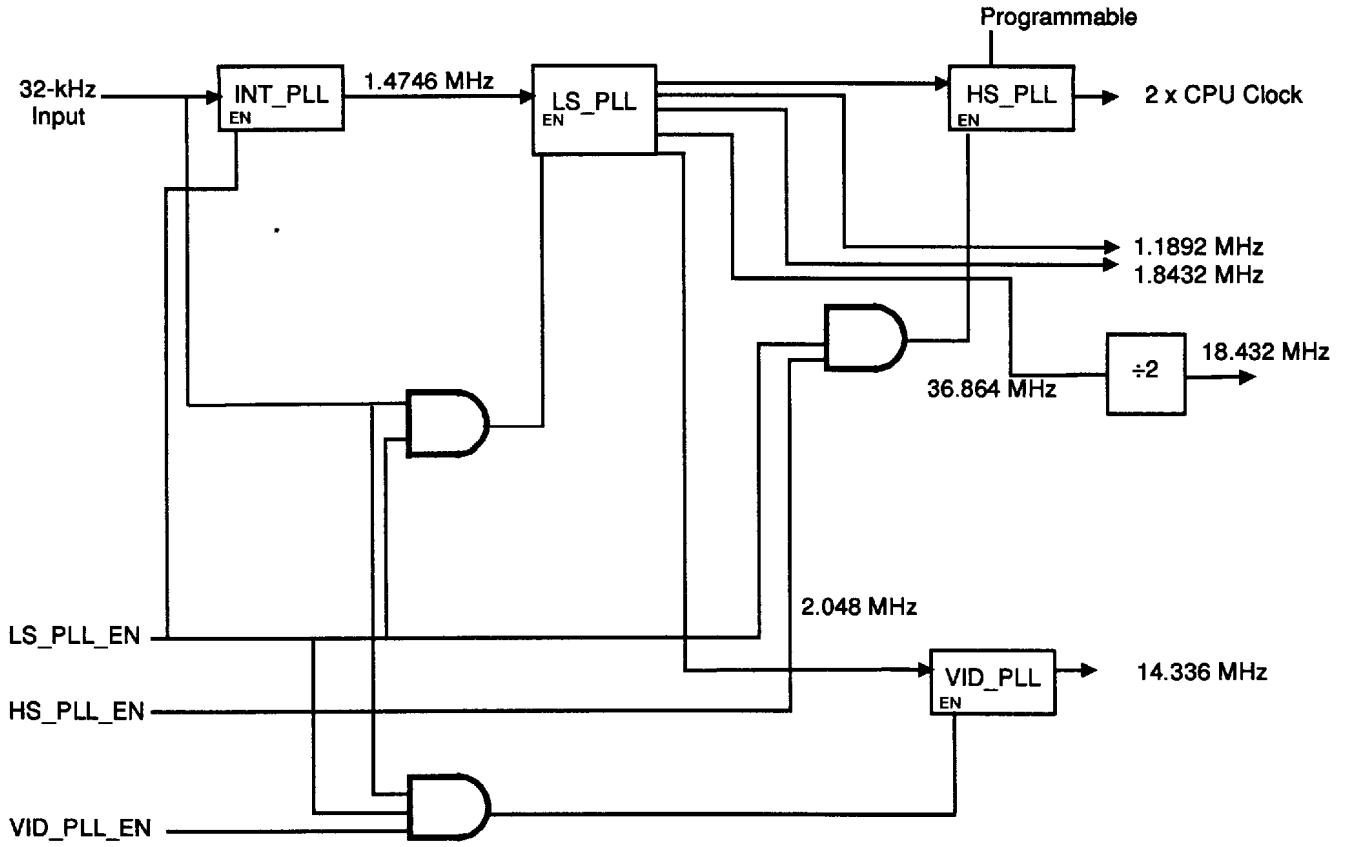 Programmable
32-kHz
Input
INT_PLL
EN
1.4746 MHz
LS_PLL
EN
HS_PLL
EN
2 x CPU Clock
1.1892 MHz
1.8432 MHz
18.432 MHz
÷2
36.864 MHz
2.048 MHz
LS_PLL_EN
VID_PLL
EN
14.336 MHz
HS_PLL_EN
VID_PLL_EN